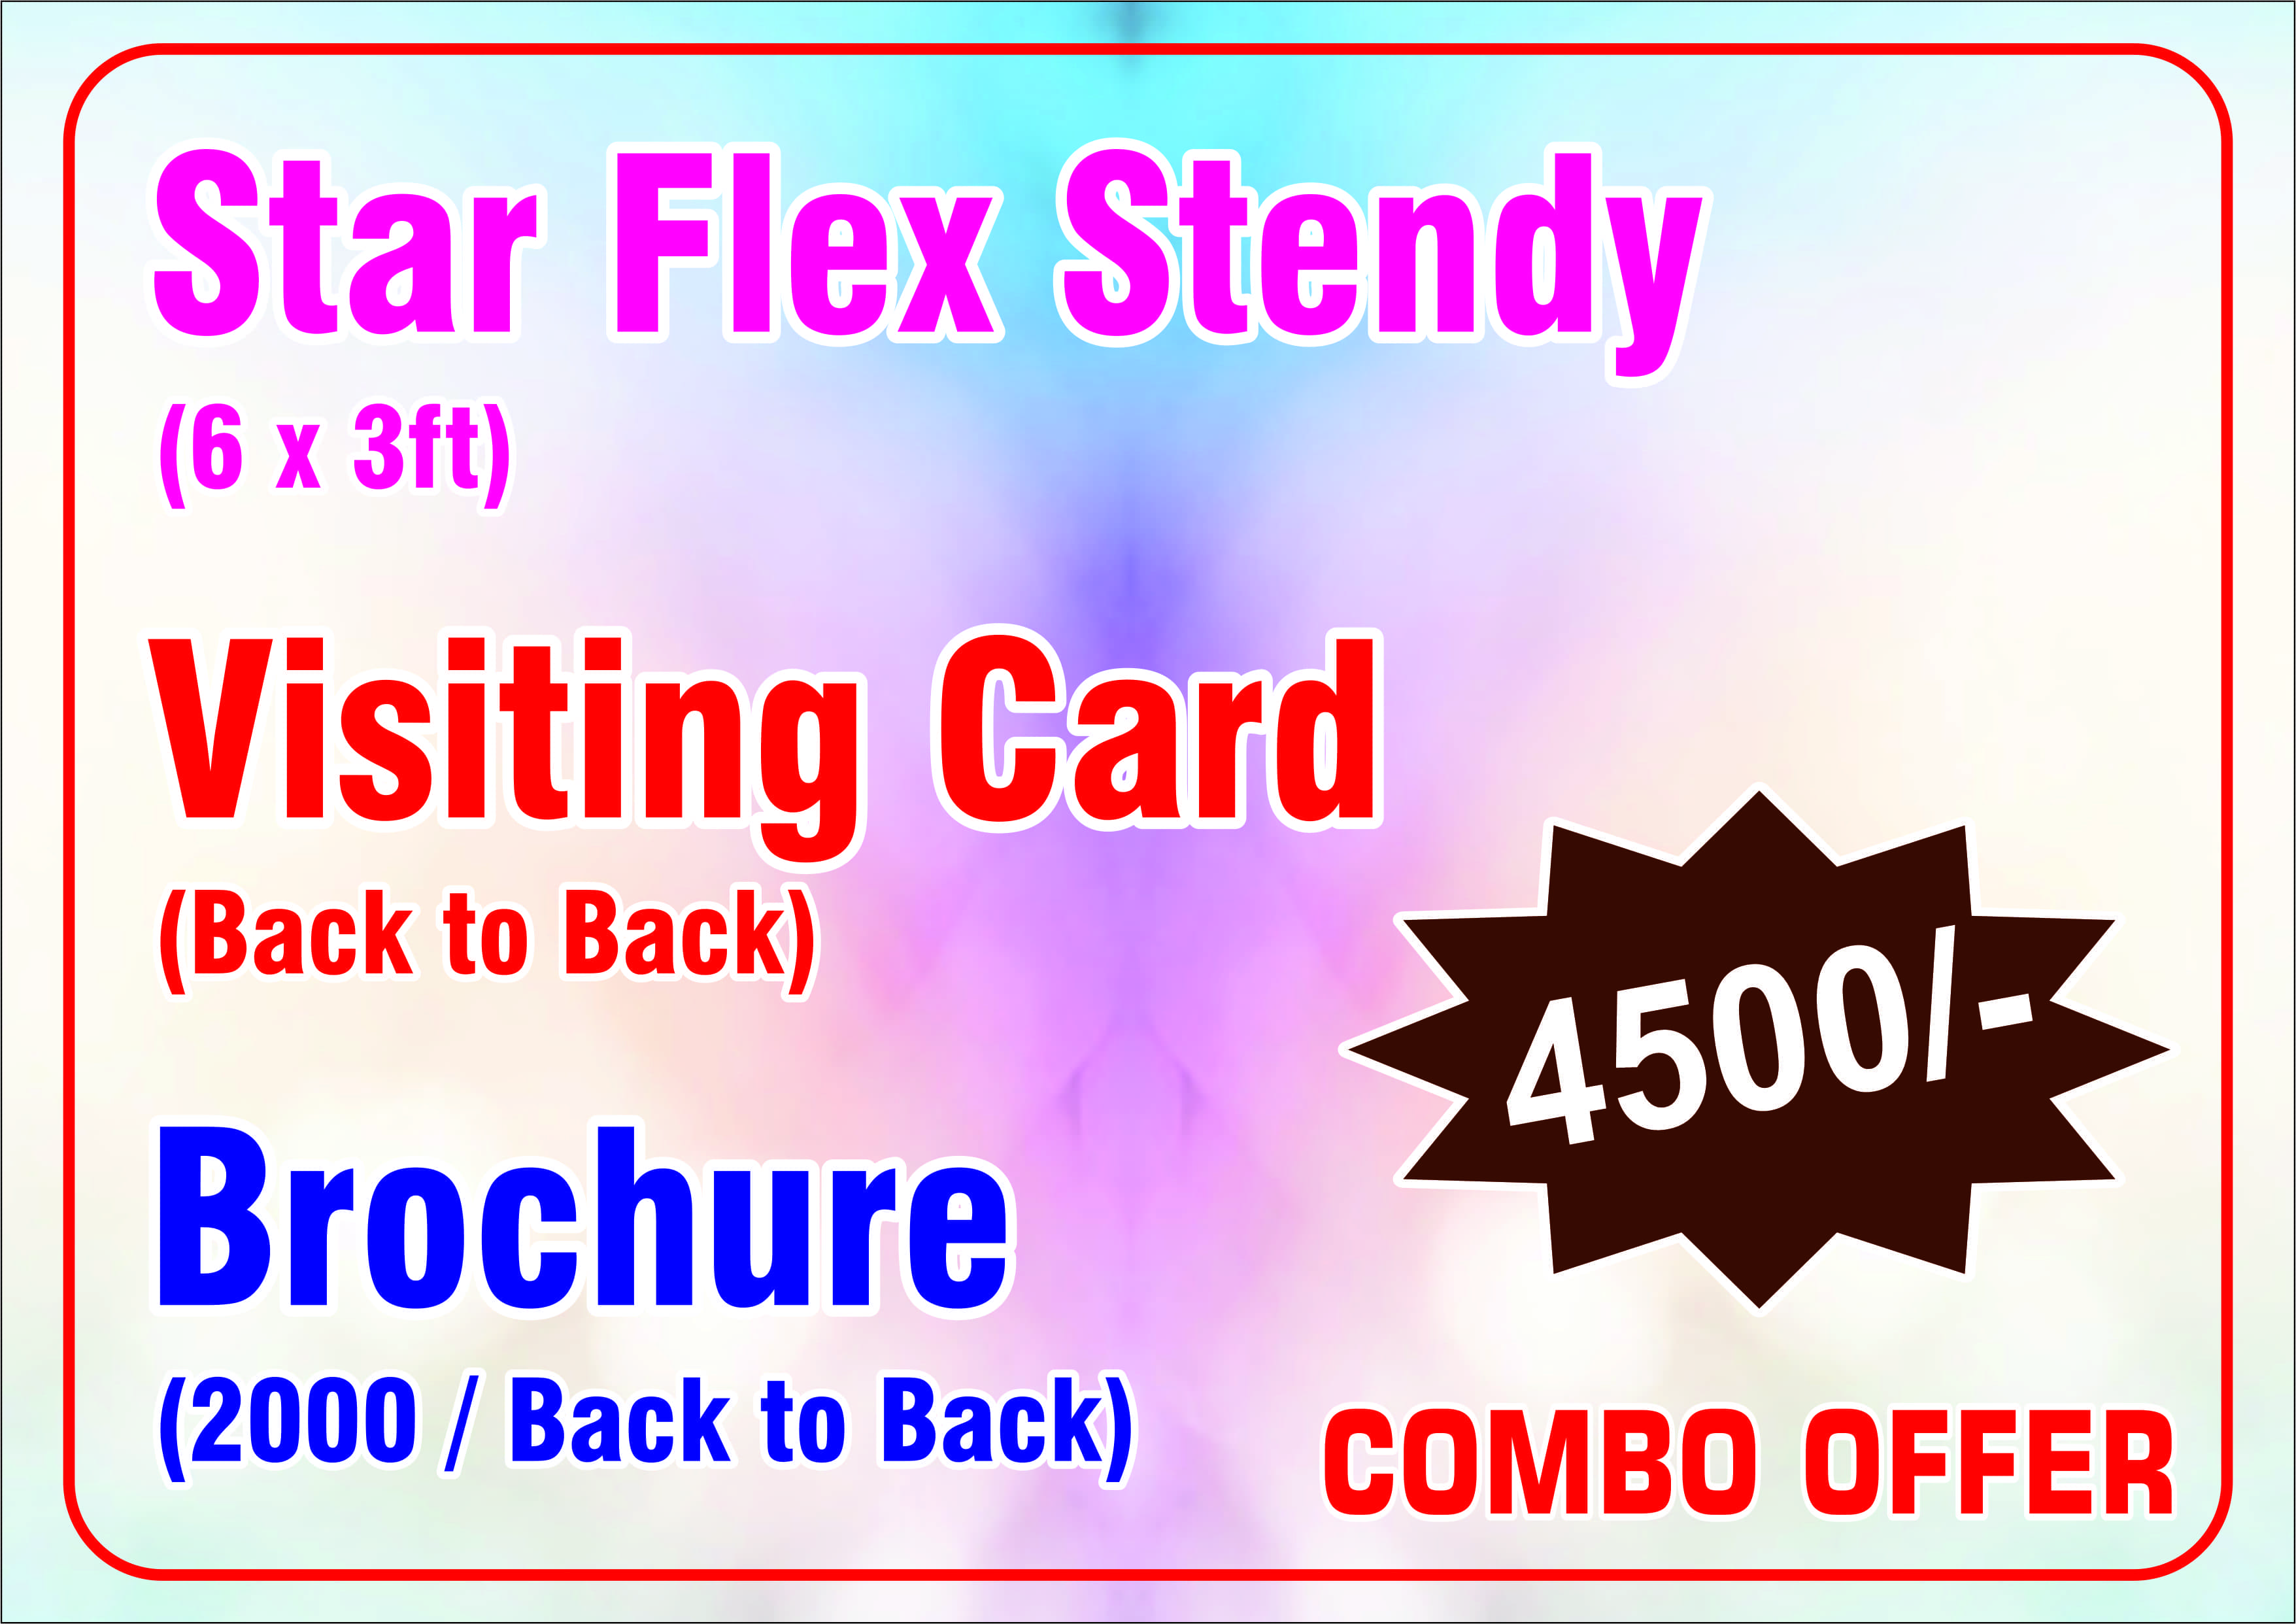 Star Flex Stendy
(6 x 3ft)
Visiting Card
(Back to Back)
4500/-
Brochure
(2000 / Back to Back)
COMBO OFFER